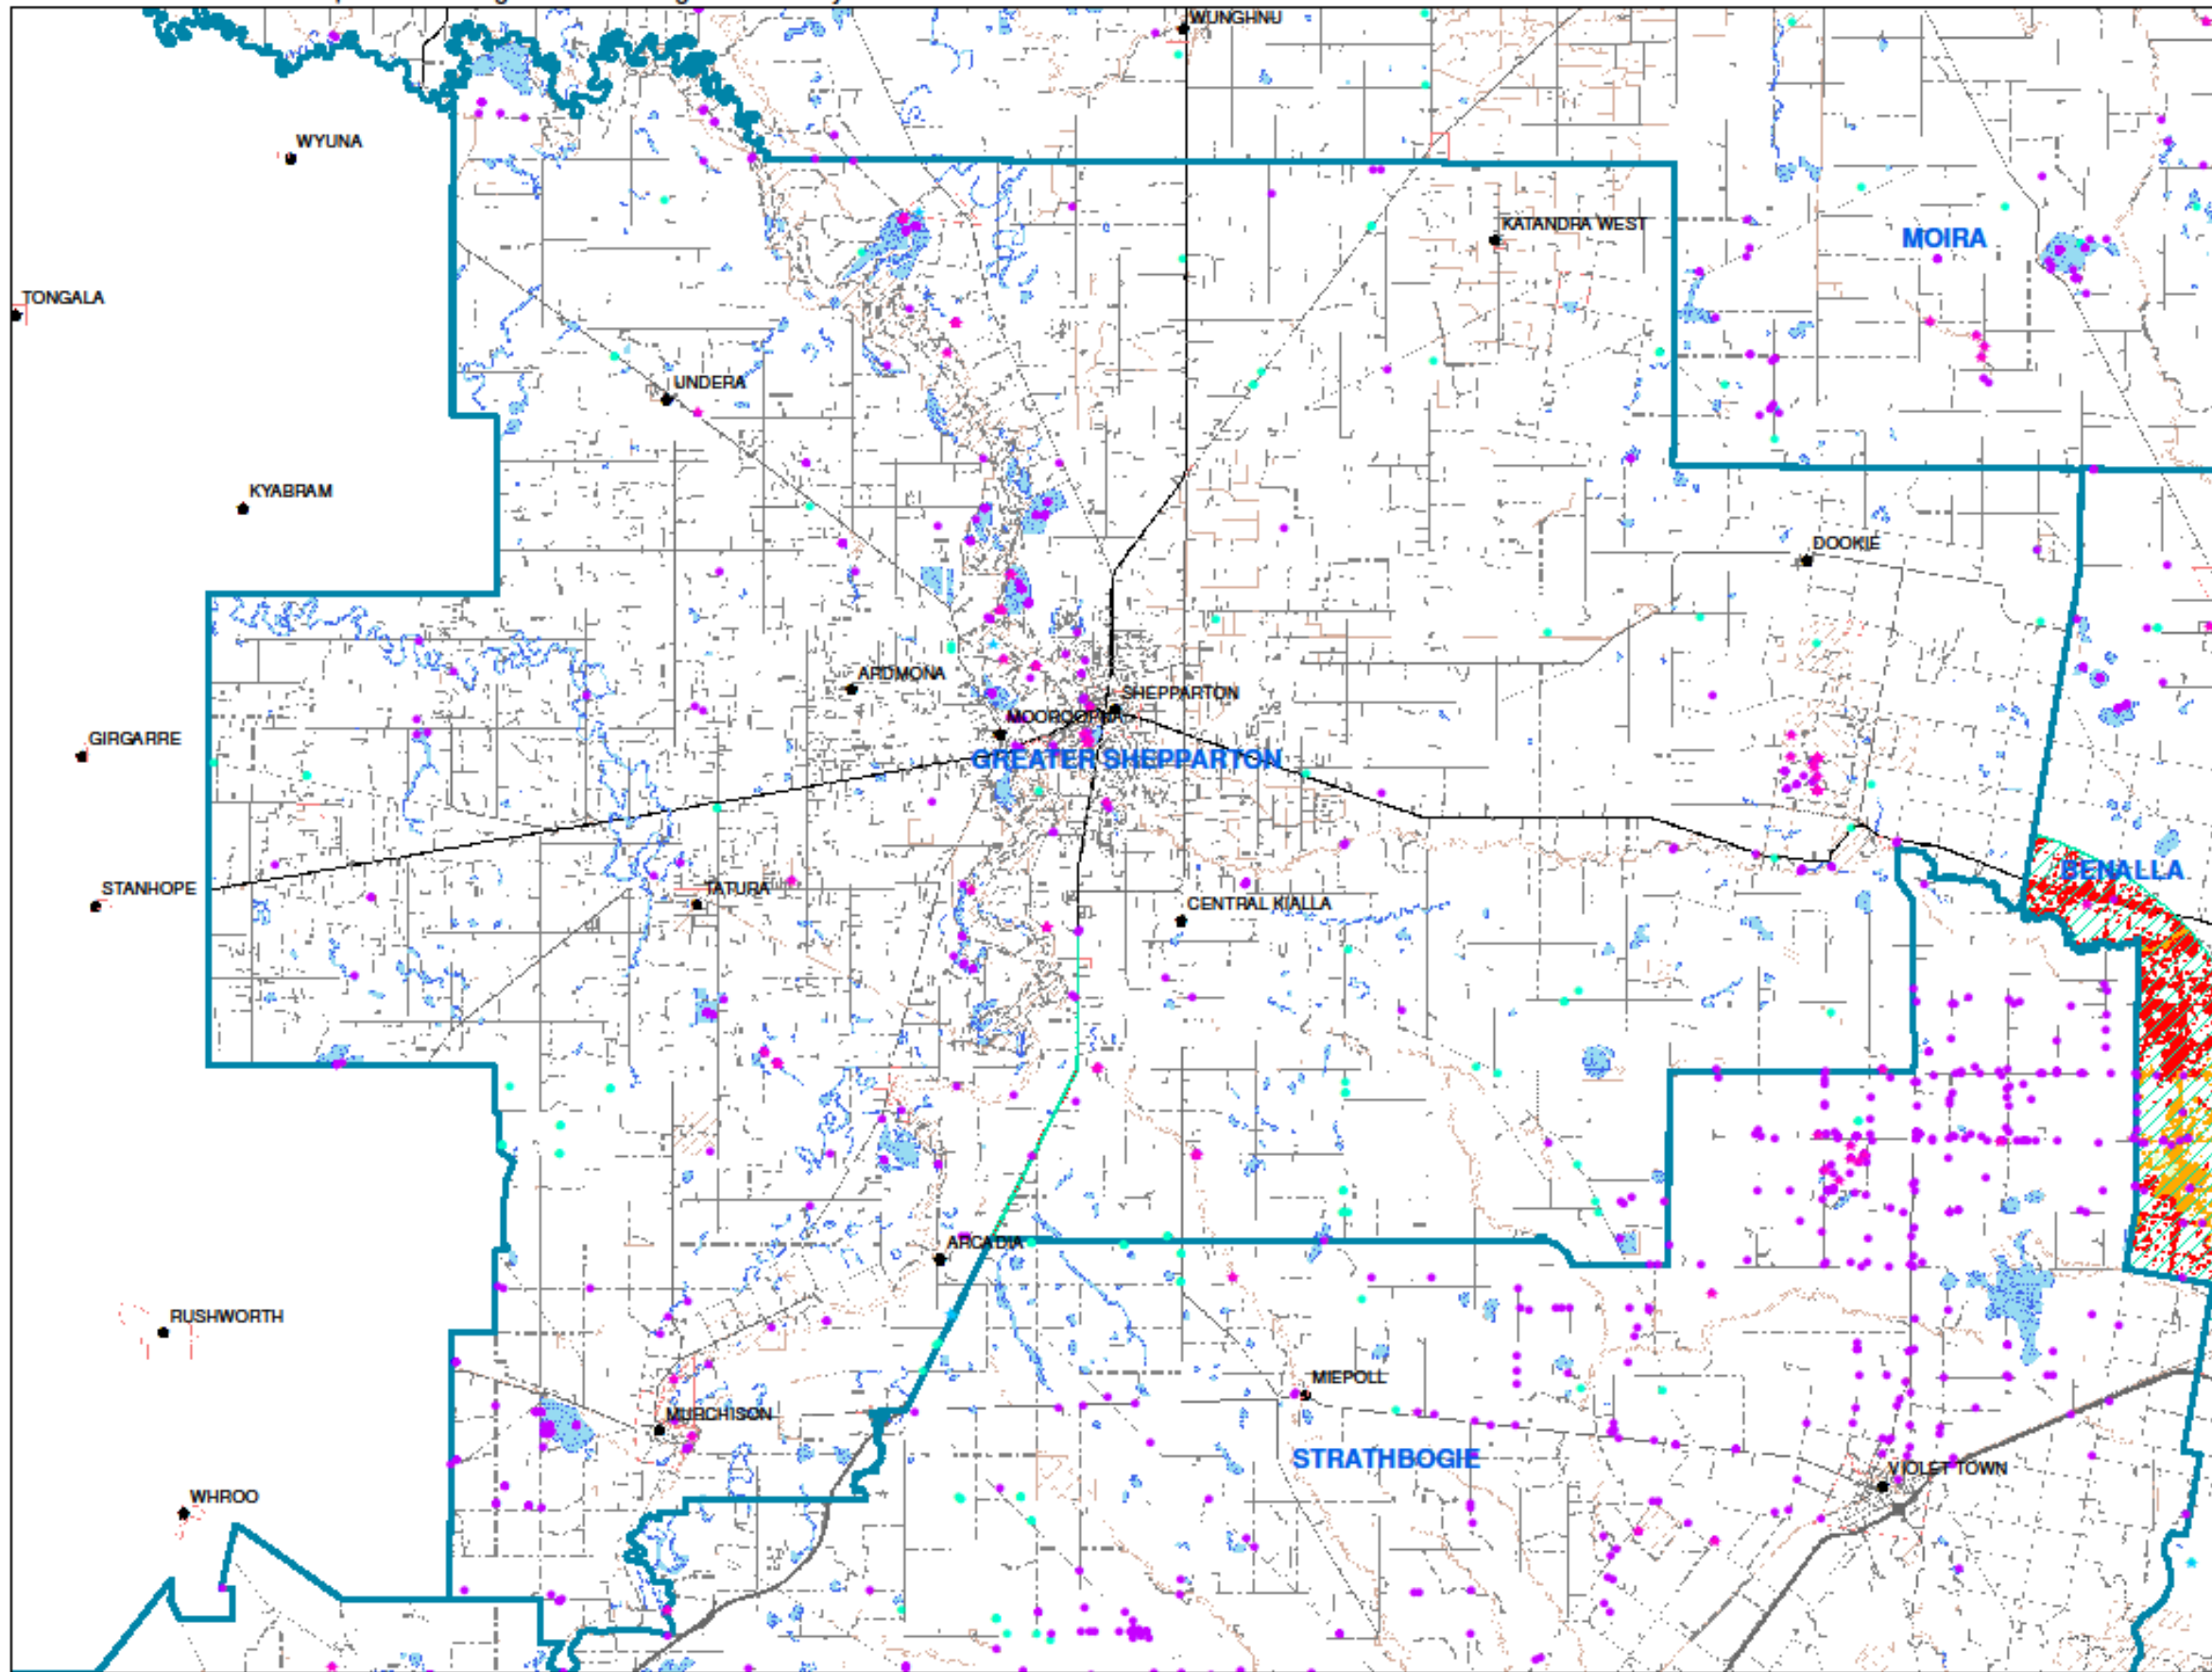 WUNGHNU
WYUNA
KATANDRA WEST
MOIRA
TONGALA
UNDERA
KYABRAM
DOOKIE
ARDMONA
SHEPPARTON
MOOROOPNA
GIRGARRE
GREATER SHEPPARTON
BENALLA
STANHOPE
TATURA
CENTRAL KIALLA
ARCADIA
RUSHWORTH
MIEPOLL
MURCHISON
STRATHBOGIE
VIOLET TOWN
WHROO